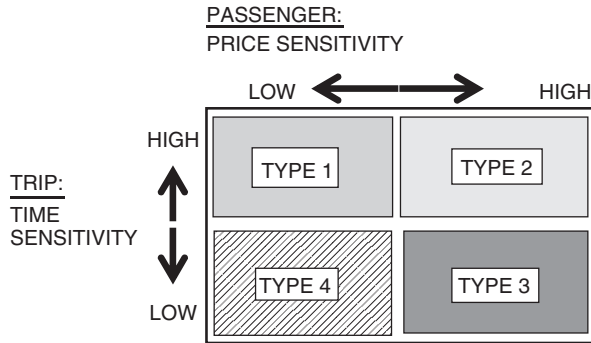 PASSENGER:
PRICE SENSITIVITY
LOW
HIGH
HIGH
TYPE 1
TYPE 2
TRIP:
TIME
SENSITIVITY
TYPE 4
TYPE 3
LOW